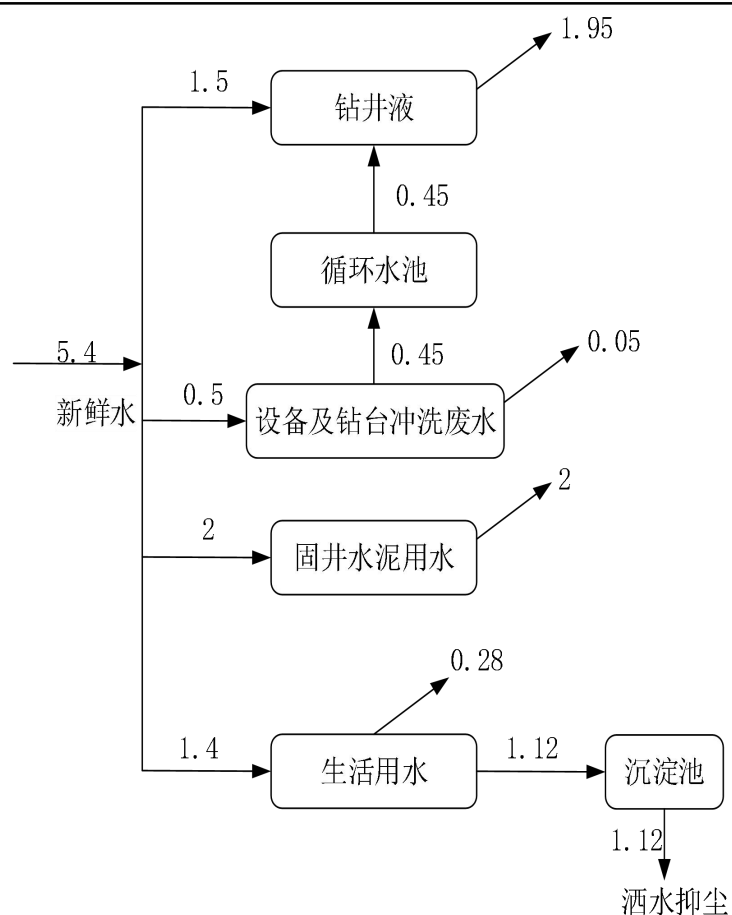 1.95
1.5
钻井液
0.45
循环水池
5.4
0.45
0.05
新鲜水
0.5
设备及钻台冲洗废水
2
2
固井水泥用水
0.28
1.4
生活用水
1.12
沉淀池
1.12
洒水抑尘